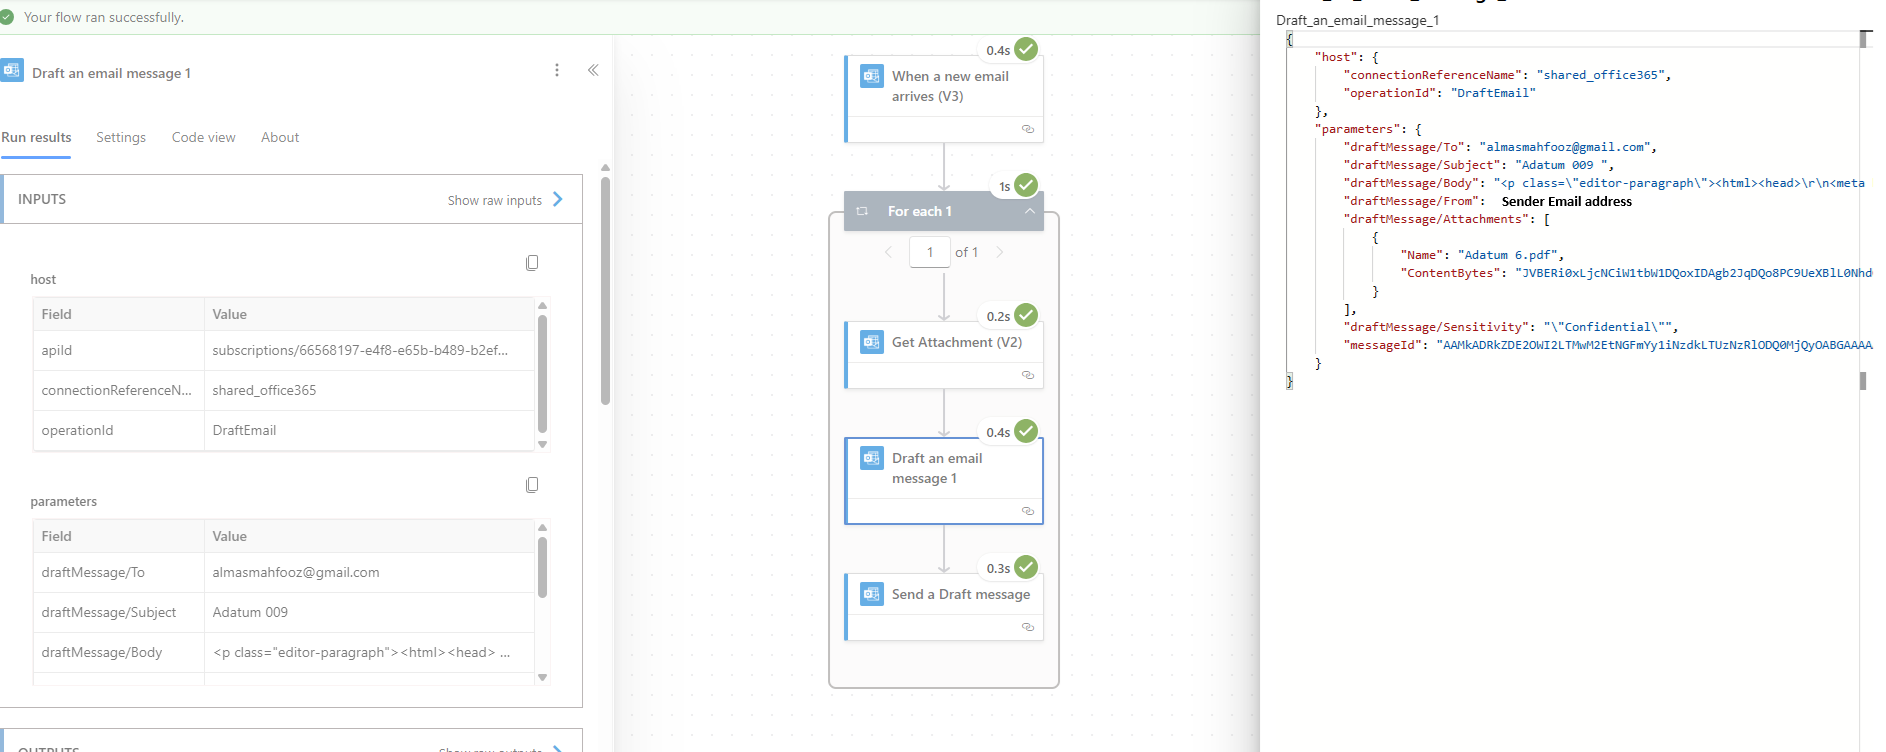 Your flow ran successfully.
Draft an email message 1
Run results
Settings
Code view
About
INPUTS
Show raw inputs
host
Field
Value
apiId
subscriptions/66568197-e4f8-e65b-b489-b2ef...
connectionReferenceN...
shared_office365
operationId
DraftEmail
parameters
Field
Value
draftMessage/To
almasmahfooz@gmail.com
draftMessage/Subject
Adatum 009
draftMessage/Body
<p class="editor-paragraph"><html><head> ...
OUTPUTS
Show raw outputs
0.4s
When a new email
arrives (V3)
1s
For each 1
1 of 1
0.2s
Get Attachment (V2)
0.4s
Draft an email
message 1
0.3s
Send a Draft message
Draft_an_email_message_1
{
"host": {
"connectionReferenceName": "shared_office365",
"operationId": "DraftEmail"
},
"parameters": {
"draftMessage/To": "almasmahfooz@gmail.com",
"draftMessage/Subject": "Adatum 009 ",
"draftMessage/Body": "<p class=\"editor-paragraph\"><html><head>\r\n<meta
"draftMessage/From": Sender Email address
"draftMessage/Attachments": [
{
"Name": "Adatum 6.pdf",
"ContentBytes":
}
],
"draftMessage/Sensitivity": "\"Confidential\"",
"messageId":
}
}